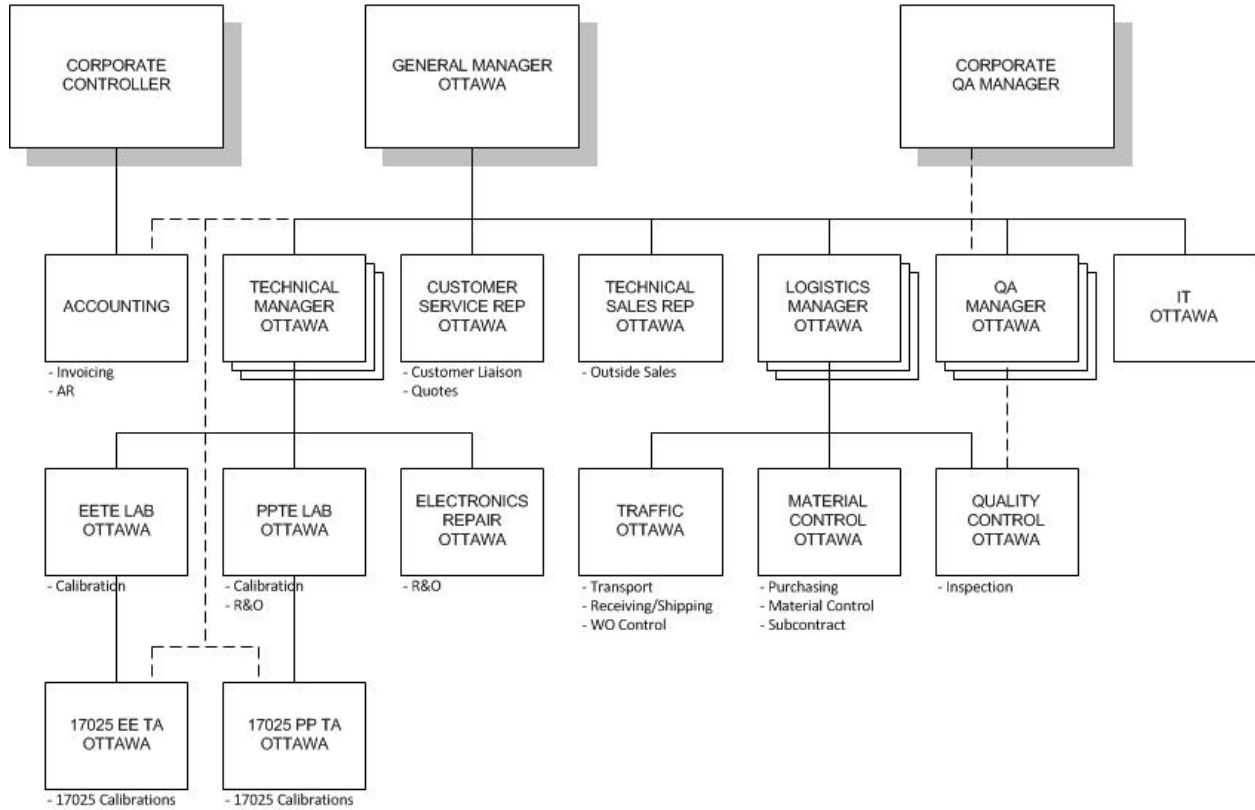 CORPORATE
CONTROLLER
GENERAL MANAGER
OTTAWA
CORPORATE
QA MANAGER
ACCOUNTING
- Invoicing
- AR
TECHNICAL
MANAGER
OTTAWA
CUSTOMER
SERVICE REP
OTTAWA
- Customer Liaison
- Quotes
TECHNICAL
SALES REP
OTTAWA
- Outside Sales
LOGISTICS
MANAGER
OTTAWA
QA
MANAGER
OTTAWA
IT
OTTAWA
EETE LAB
OTTAWA
- Calibration
PPTE LAB
OTTAWA
- Calibration
- R&O
ELECTRONICS
REPAIR
OTTAWA
- R&O
TRAFFIC
OTTAWA
- Transport
- Receiving/Shipping
- WO Control
MATERIAL
CONTROL
OTTAWA
- Purchasing
- Material Control
- Subcontract
QUALITY
CONTROL
OTTAWA
- Inspection
17025 EE TA
OTTAWA
- 17025 Calibrations
17025 PP TA
OTTAWA
- 17025 Calibrations